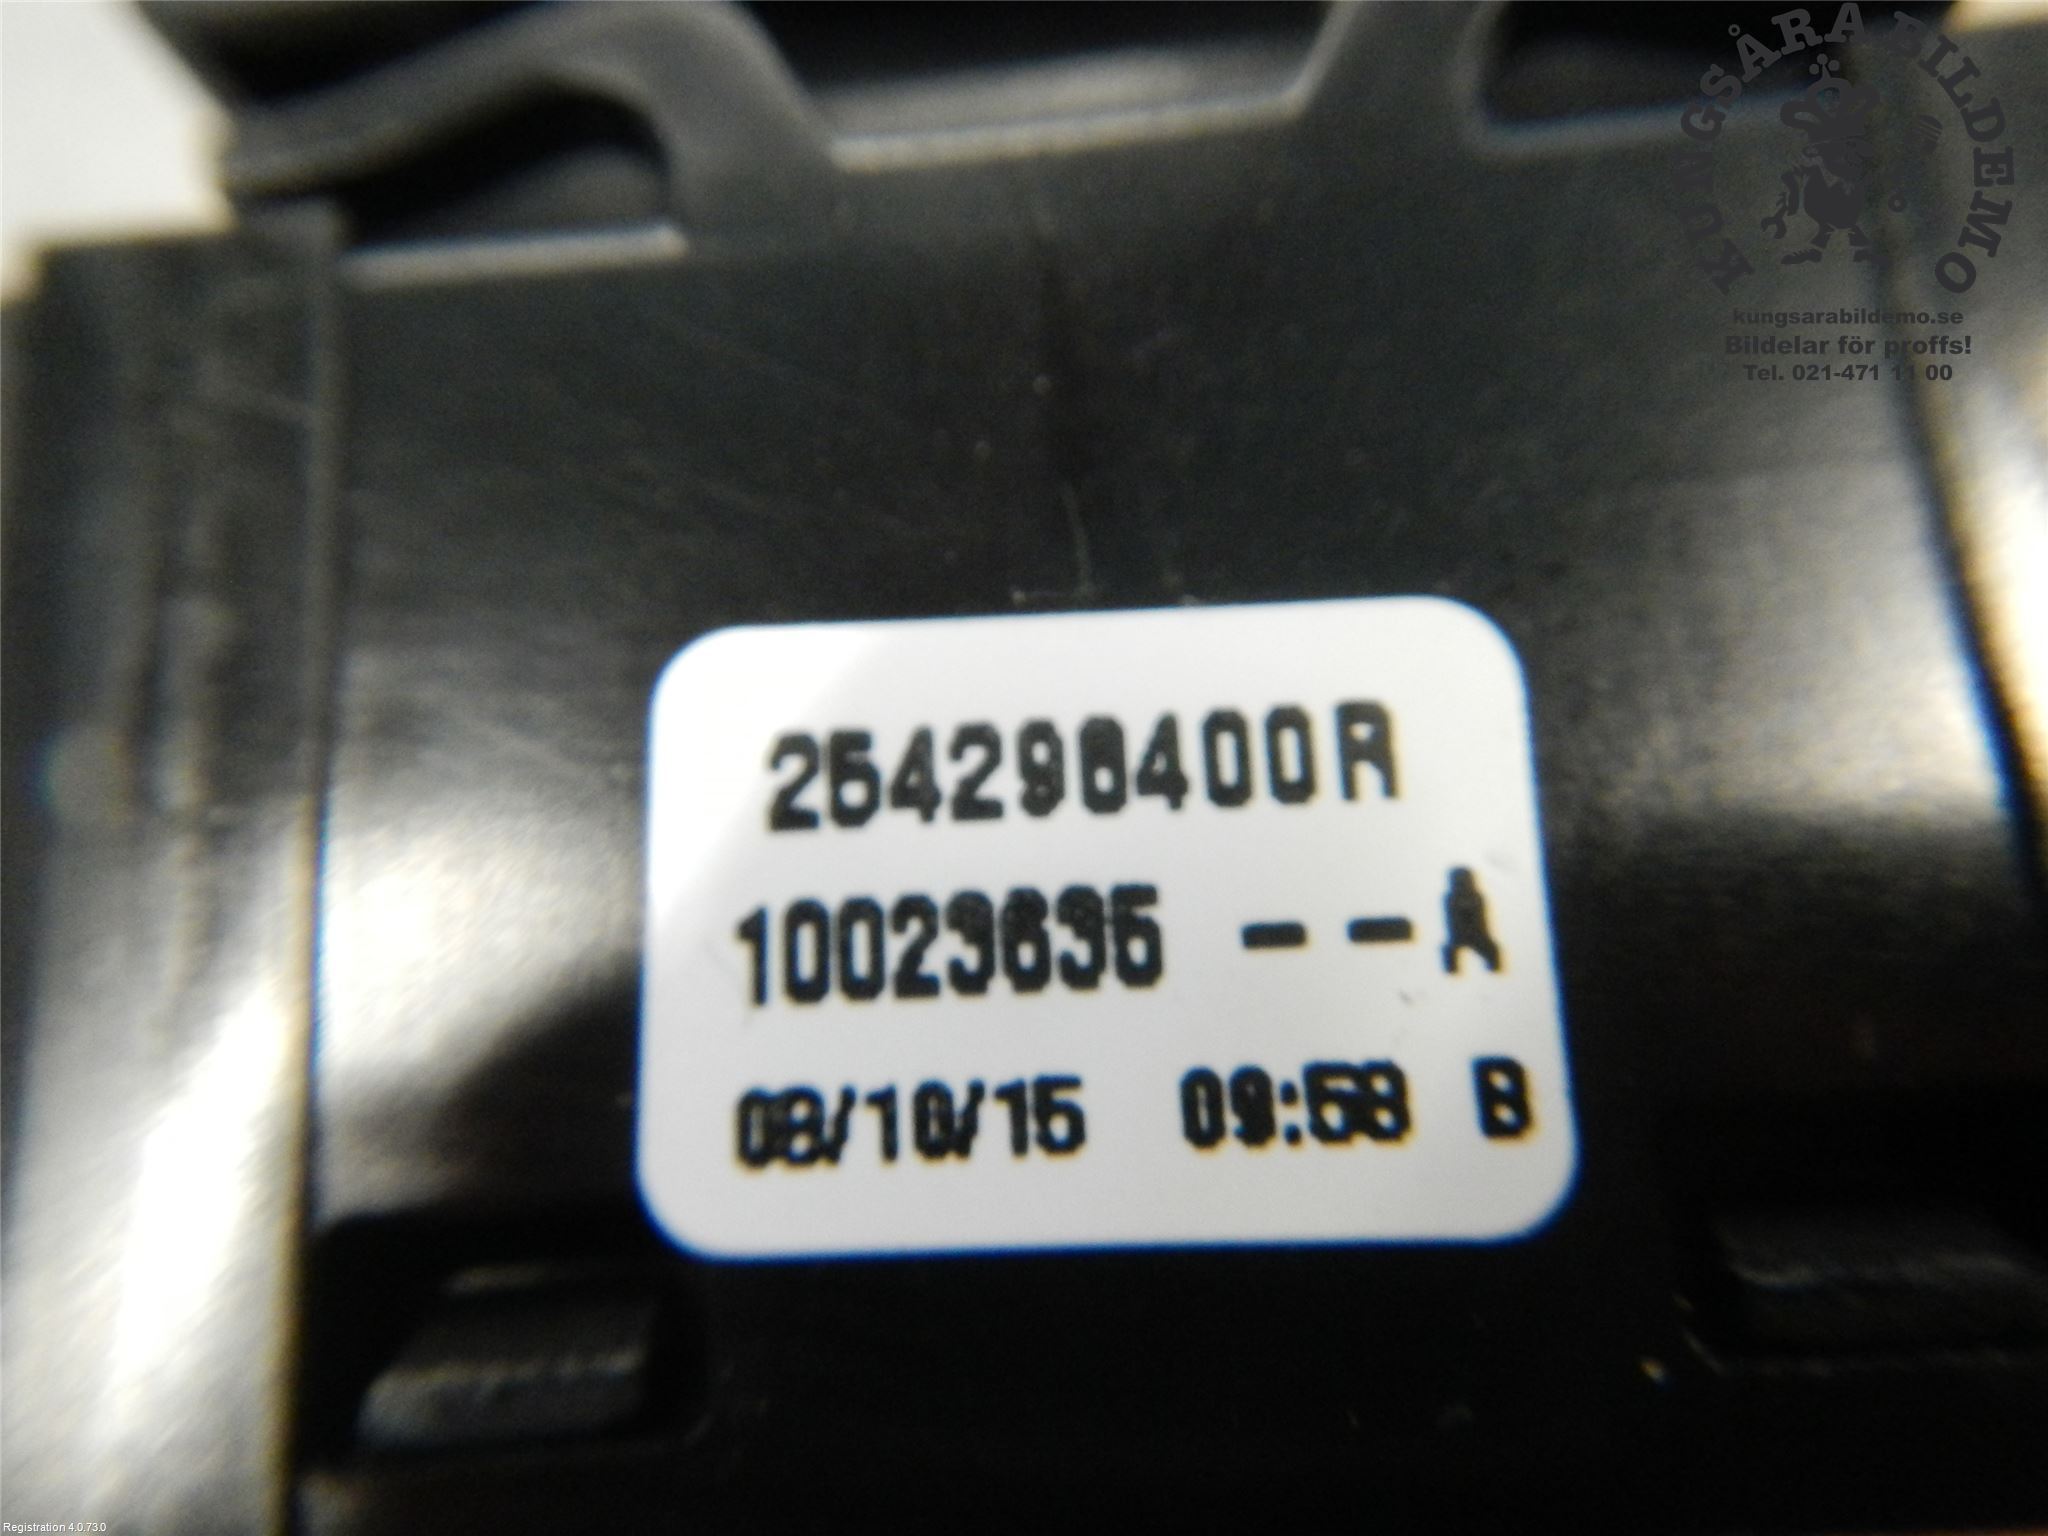 KUNGSÅRA BILDEMO
kungsarabildemo.se
Bildelar för proffs!
Tel. 021-471 11 00
254298400R
10023635 --A
08/10/15 09:58 B
Registration 4.0.73.0